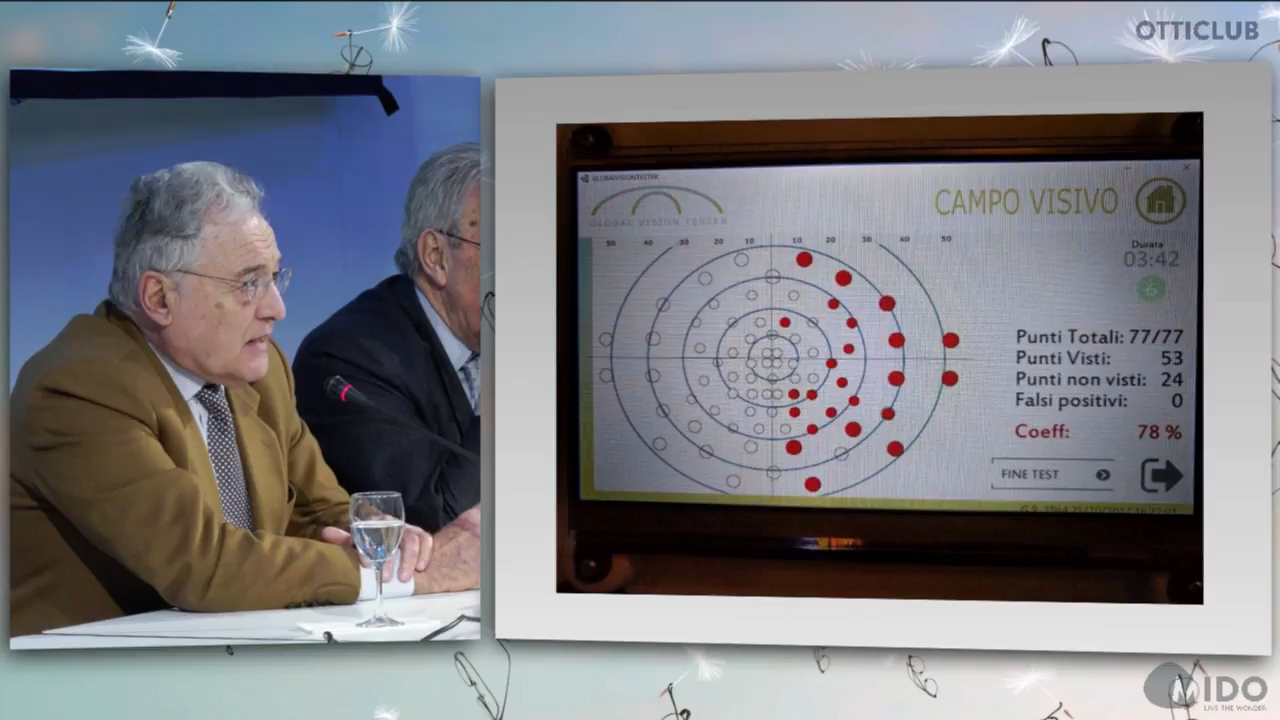 OTTICLUB
GLOBALVISIONTESTER
GLOBAL VISION TESTER
CAMPO VISIVO
50 40 30 20 10 10 20 30 40 50
Durata
03:42
6
Punti Totali: 77/77
Punti Visti: 53
Punti non visti: 24
Falsi positivi: 0
Coeff: 78 %
FINE TEST
MIDO
LIVE THE WONDER